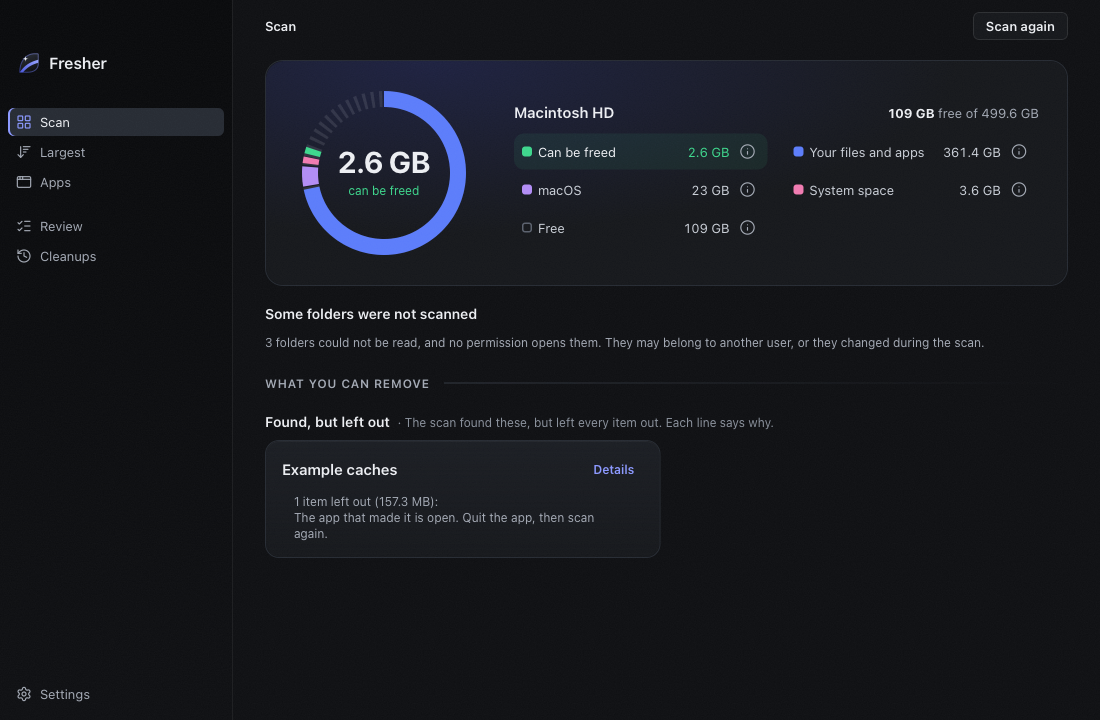 Fresher
Scan
Largest
Apps
Review
Cleanups
Settings
Scan
Scan again
2.6 GB
can be freed
Macintosh HD
109 GB free of 499.6 GB
Can be freed 2.6 GB
Your files and apps 361.4 GB
macOS 23 GB
System space 3.6 GB
Free 109 GB
Some folders were not scanned
3 folders could not be read, and no permission opens them. They may belong to another user, or they changed during the scan.
WHAT YOU CAN REMOVE
Found, but left out · The scan found these, but left every item out. Each line says why.
Example caches
Details
1 item left out (157.3 MB):
The app that made it is open. Quit the app, then scan
again.